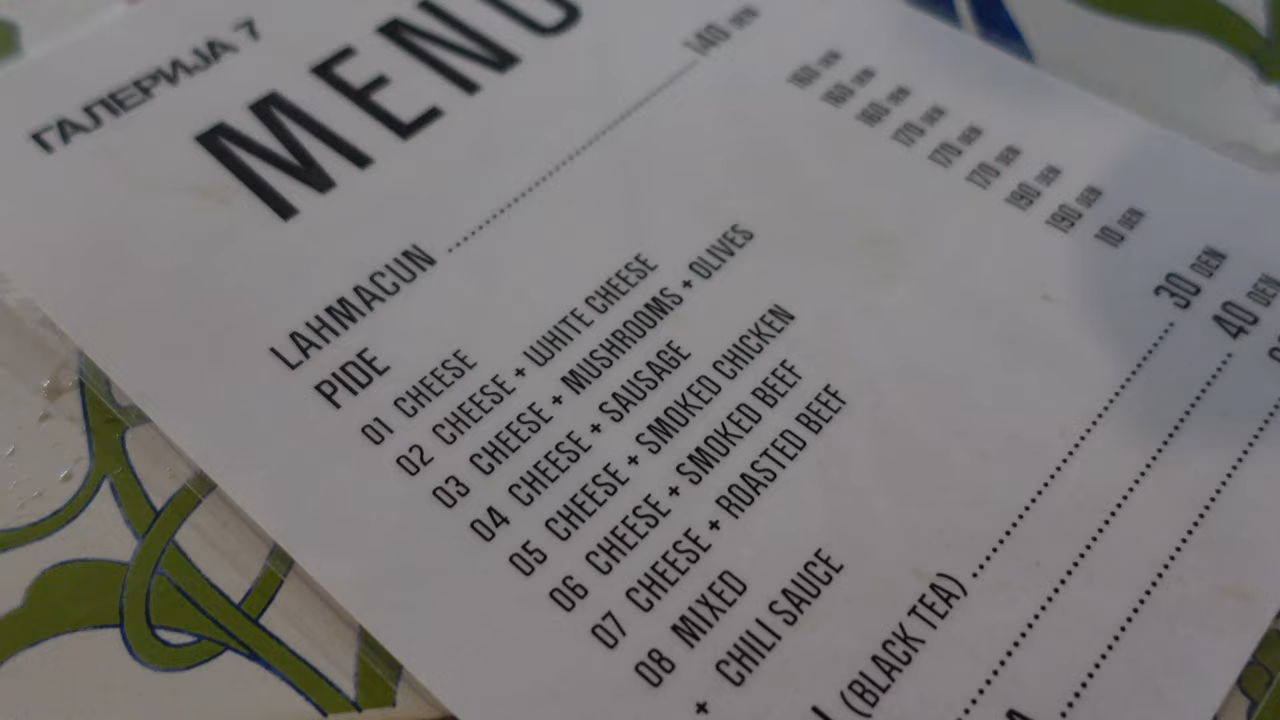 ГАЛЕРИЈА 7
MENU
LAHMACUN 140 DEN
PIDE
01 CHEESE 160 DEN
02 CHEESE + WHITE CHEESE 160 DEN
03 CHEESE + MUSHROOMS + OLIVES 160 DEN
04 CHEESE + SAUSAGE 170 DEN
05 CHEESE + SMOKED CHICKEN 170 DEN
06 CHEESE + SMOKED BEEF 170 DEN
07 CHEESE + ROASTED BEEF 190 DEN
08 MIXED 190 DEN
+ CHILI SAUCE 10 DEN
(BLACK TEA) 30 DEN
40 DEN